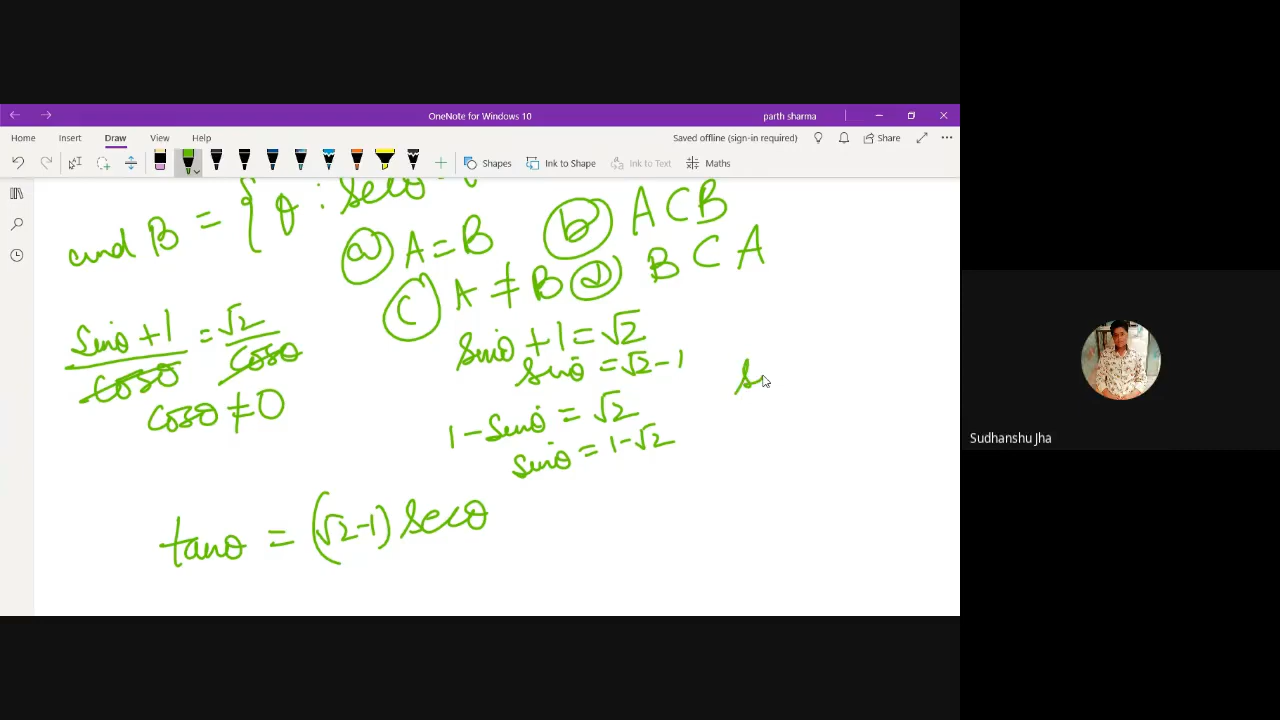 OneNote for Windows 10
parth sharma
Home Insert Draw View Help
Saved offline (sign-in required) Share
Shapes Ink to Shape Ink to Text Maths
and B = { θ : secθ
(a) A = B (b) A ⊂ B
(c) A ≠ B (d) B ⊂ A
sinθ + 1 / cosθ = √2 / cosθ
cosθ ≠ 0
sinθ + 1 = √2
sinθ = √2 - 1
1 - sinθ = √2
sinθ = 1 - √2
s
tanθ = (√2 - 1) secθ
Sudhanshu Jha